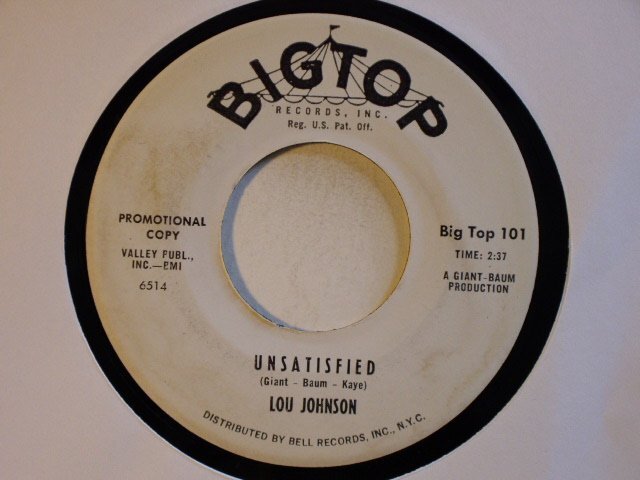 BIGTOP
RECORDS, INC.
Reg. U.S. Pat. Off.
PROMOTIONAL
COPY
VALLEY PUBL.,
INC.—BMI
6514
Big Top 101
TIME: 2:37
A GIANT-BAUM
PRODUCTION
UNSATISFIED
(Giant - Baum - Kaye)
LOU JOHNSON
DISTRIBUTED BY BELL RECORDS, INC., N.Y.C.